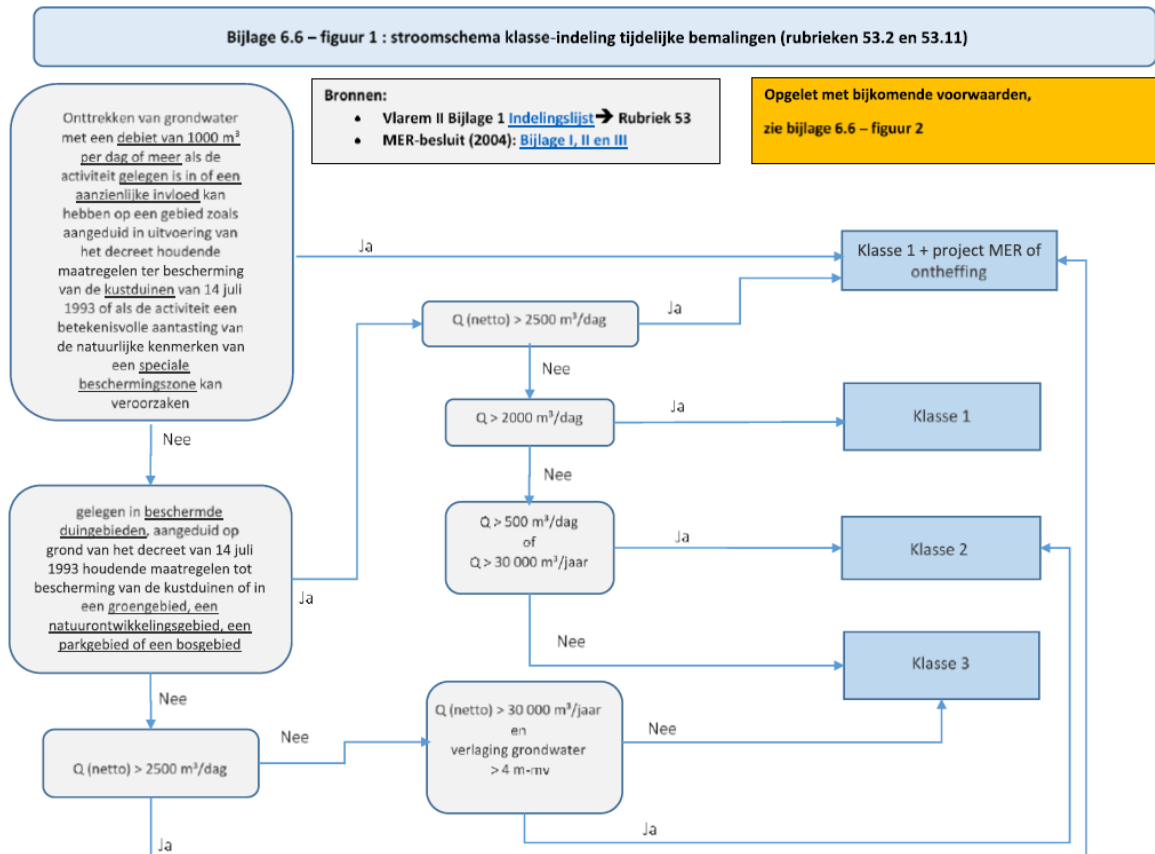 Bijlage 6.6 – figuur 1 : stroomschema klasse-indeling tijdelijke bemalingen (rubrieken 53.2 en 53.11)
Onttrekken van grondwater
met een debiet van 1000 m³
per dag of meer als de
activiteit gelegen is in of een
aanzienlijke invloed kan
hebben op een gebied zoals
aangeduid in uitvoering van
het decreet houdende
maatregelen ter bescherming
van de kustduinen van 14 juli
1993 of als de activiteit een
betekenisvolle aantasting van
de natuurlijke kenmerken van
een speciale
beschermingszone kan
veroorzaken
Bronnen:
• Vlarem II Bijlage 1 Indelingslijst➔ Rubriek 53
• MER-besluit (2004): Bijlage I, II en III
Opgelet met bijkomende voorwaarden,
zie bijlage 6.6 – figuur 2
Ja
Klasse 1 + project MER of
ontheffing
Q (netto) > 2500 m³/dag
Ja
Nee
Q > 2000 m³/dag
Ja
Klasse 1
Nee
Nee
gelegen in beschermde
duingebieden, aangeduid op
grond van het decreet van 14 juli
1993 houdende maatregelen tot
bescherming van de kustduinen of in
een groengebied, een
natuurontwikkelingsgebied, een
parkgebied of een bosgebied
Ja
Q > 500 m³/dag
of
Q > 30 000 m³/jaar
Ja
Klasse 2
Nee
Klasse 3
Nee
Q (netto) > 2500 m³/dag
Nee
Q (netto) > 30 000 m³/jaar
en
verlaging grondwater
> 4 m-mv
Nee
Ja
Ja